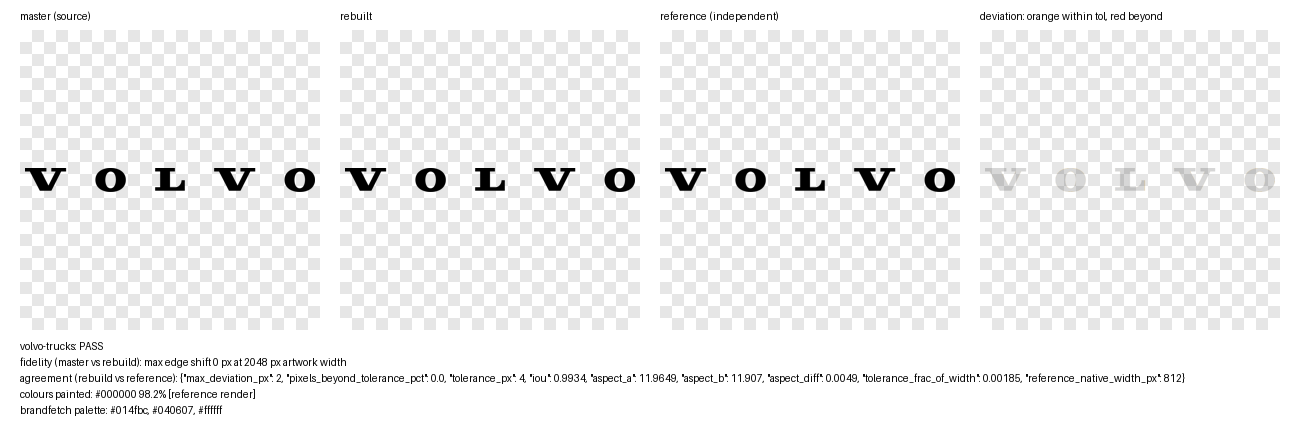 master (source)
rebuilt
reference (independent)
deviation: orange within tol, red beyond
VOLVO
VOLVO
VOLVO
VOLVO
volvo-trucks: PASS
fidelity (master vs rebuild): max edge shift 0 px at 2048 px artwork width
agreement (rebuild vs reference): {"max_deviation_px": 2, "pixels_beyond_tolerance_pct": 0.0, "tolerance_px": 4, "iou": 0.9934, "aspect_a": 11.9649, "aspect_b": 11.907, "aspect_diff": 0.0049, "tolerance_frac_of_width": 0.00185, "reference_native_width_px": 812}
colours painted: #000000 98.2% [reference render]
brandfetch palette: #014fbc, #040607, #ffffff